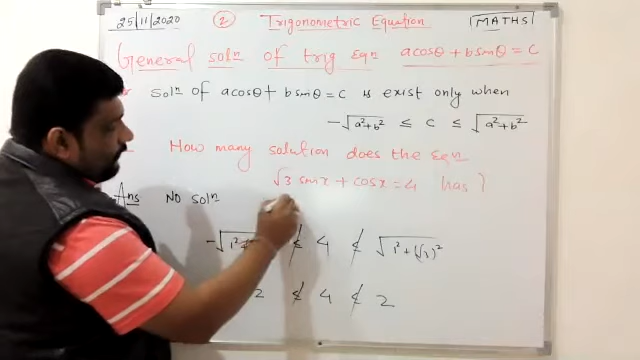 25/11/2020 2 Trigonometric Equation MATHS
General solⁿ of trig Eqⁿ acosθ + bsinθ = C
solⁿ of acosθ + bsinθ = c is exist only when
-√a²+b² ≤ c ≤ √a²+b²
How many solution does the Eqⁿ
√3 sinx + cosx = 4 has ?
Ans No solⁿ
-√1²+ ≮ 4 ≮ √1²+(√3)²
2 ≮ 4 ≮ 2